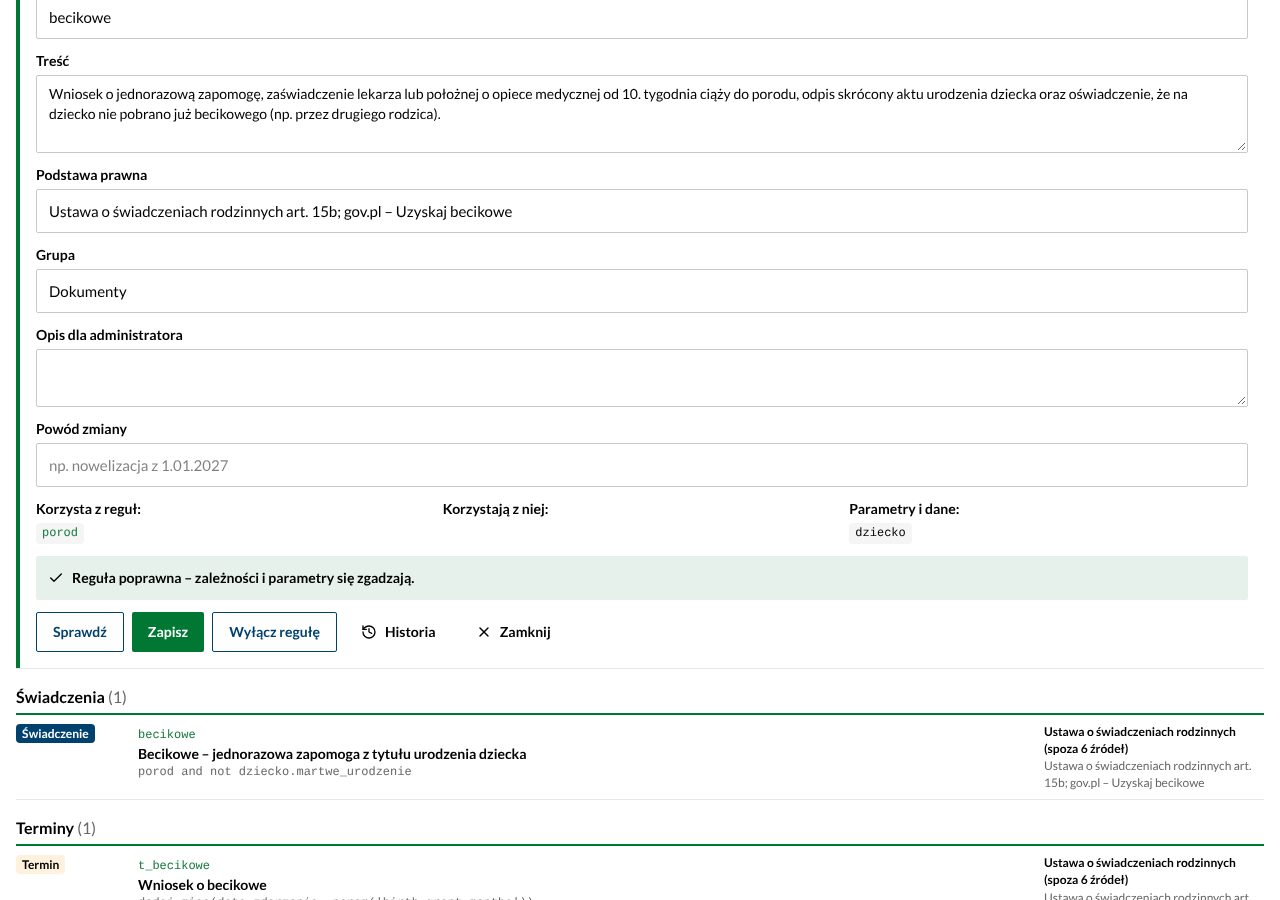 becikowe
Treść
Wniosek o jednorazową zapomogę, zaświadczenie lekarza lub położnej o opiece medycznej od 10. tygodnia ciąży do porodu, odpis skrócony aktu urodzenia dziecka oraz oświadczenie, że na
dziecko nie pobrano już becikowego (np. przez drugiego rodzica).
Podstawa prawna
Ustawa o świadczeniach rodzinnych art. 15b; gov.pl – Uzyskaj becikowe
Grupa
Dokumenty
Opis dla administratora
Powód zmiany
np. nowelizacja z 1.01.2027
Korzysta z reguł:
Korzystają z niej:
Parametry i dane:
porod
dziecko
Reguła poprawna – zależności i parametry się zgadzają.
Sprawdź
Zapisz
Wyłącz regułę
Historia
Zamknij
Świadczenia (1)
Świadczenie
becikowe
Becikowe – jednorazowa zapomoga z tytułu urodzenia dziecka
porod and not dziecko.martwe_urodzenie
Ustawa o świadczeniach rodzinnych
(spoza 6 źródeł)
Ustawa o świadczeniach rodzinnych art.
15b; gov.pl – Uzyskaj becikowe
Terminy (1)
Termin
t_becikowe
Wniosek o becikowe
Ustawa o świadczeniach rodzinnych
(spoza 6 źródeł)
Ustawa o świadczeniach rodzinnych art.